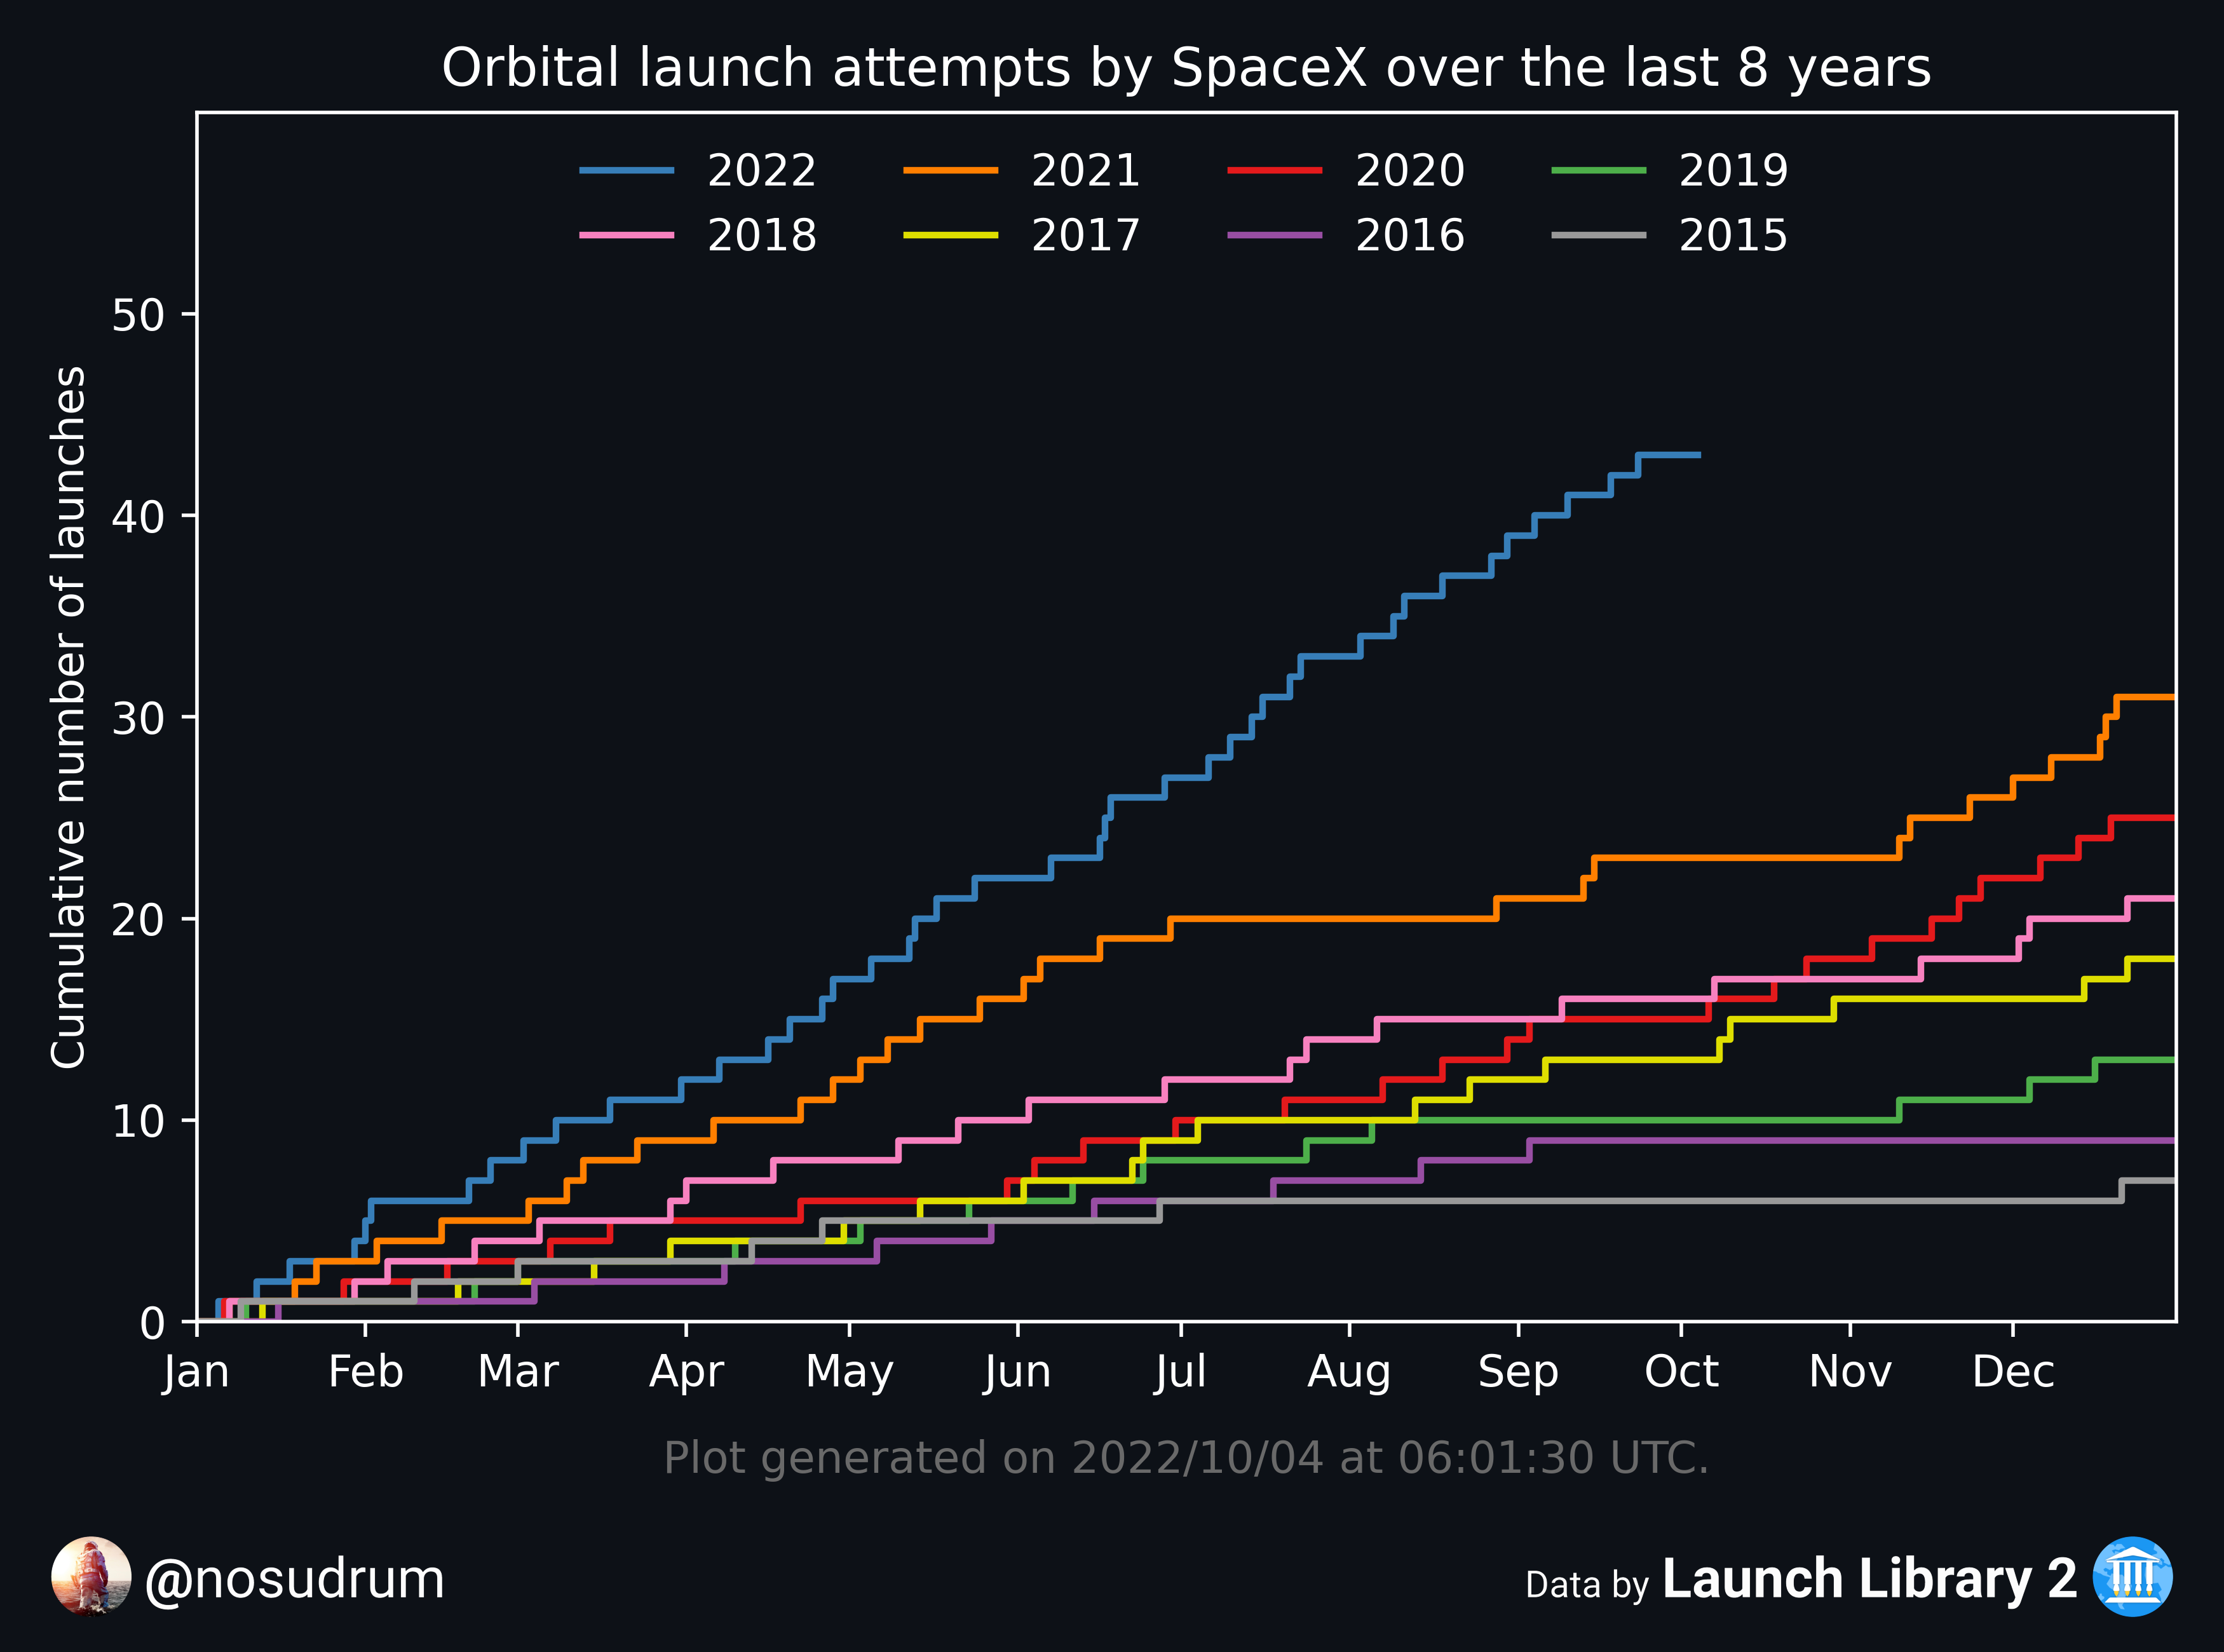 Orbital launch attempts by SpaceX over the last 8 years
2022 2021 2020 2019
2018 2017 2016 2015
Cumulative number of launches
50
40
30
20
10
0
Jan Feb Mar Apr May Jun Jul Aug Sep Oct Nov Dec
Plot generated on 2022/10/04 at 06:01:30 UTC.
@nosudrum
Data by Launch Library 2